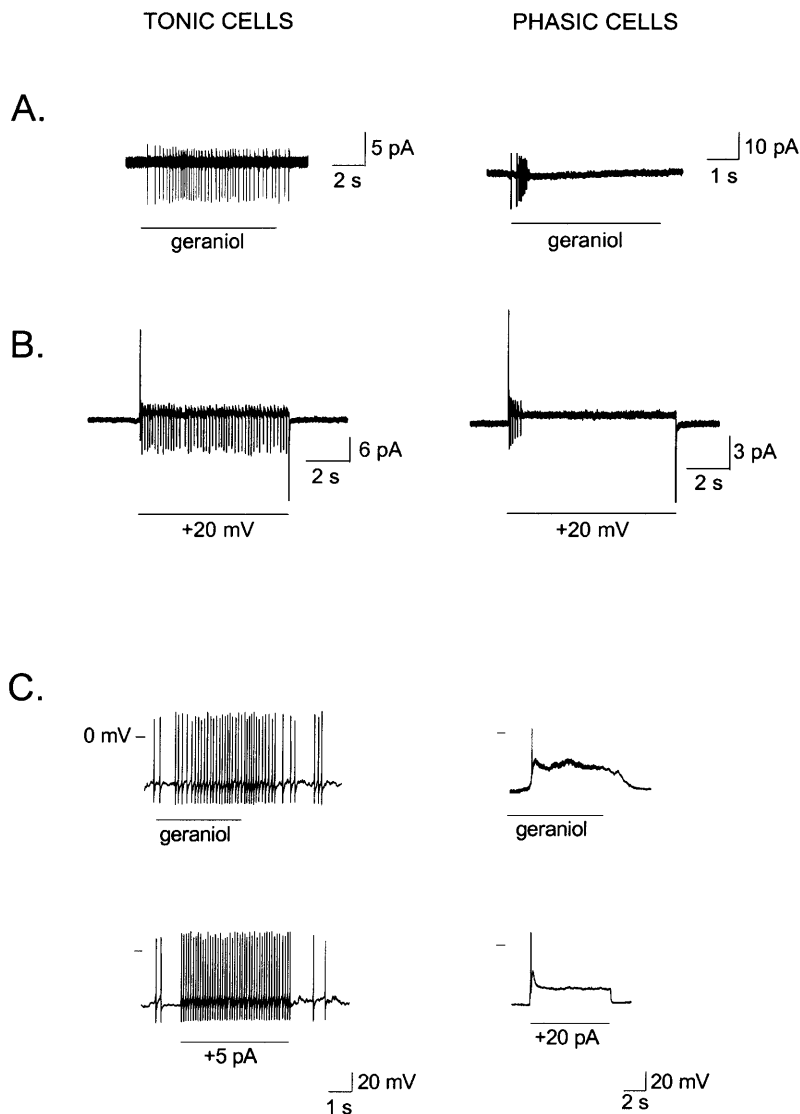 TONIC CELLS
PHASIC CELLS
A.
5 pA
2 s
geraniol
10 pA
1 s
geraniol
B.
6 pA
2 s
+20 mV
3 pA
2 s
+20 mV
C.
0 mV –
–
geraniol
geraniol
–
–
+5 pA
+20 pA
20 mV
1 s
20 mV
2 s